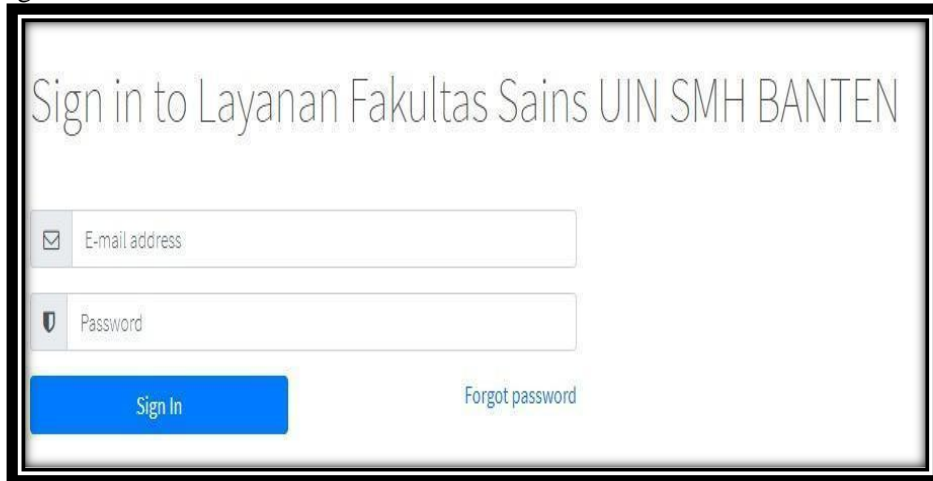 Sign in to Layanan Fakultas Sains UIN SMH BANTEN
E-mail address
Password
Sign In
Forgot password